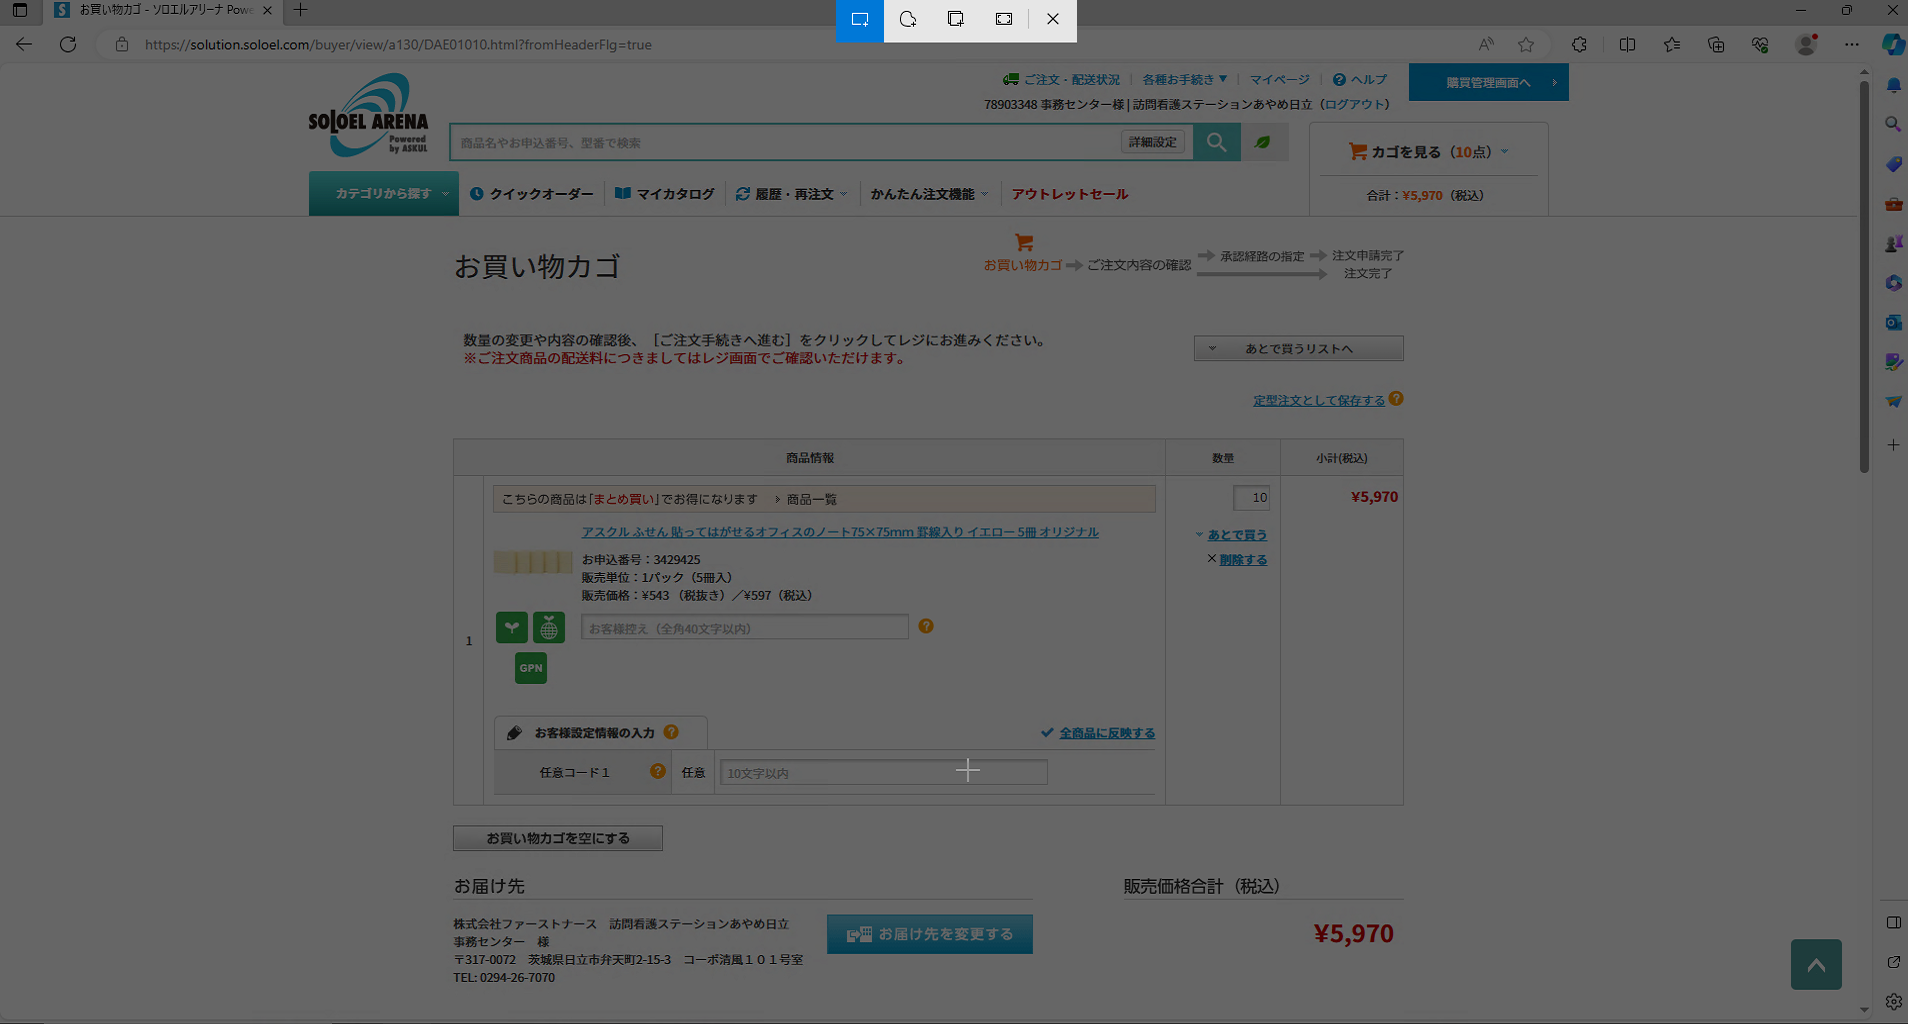 お買い物カゴ - ソロエルアリーナ Powe
https://solution.soloel.com/buyer/view/a130/DAE01010.html?fromHeaderFlg=true
SOLOEL ARENA
Powered
by ASKUL
ご注文・配送状況
各種お手続き
マイページ
ヘルプ
購買管理画面へ
78903348 事務センター様 | 訪問看護ステーションあやめ日立（ログアウト）
商品名やお申込番号、型番で検索
詳細設定
カゴを見る（10点）
合計：¥5,970（税込）
カテゴリから探す
クイックオーダー
マイカタログ
履歴・再注文
かんたん注文機能
アウトレットセール
お買い物カゴ
お買い物カゴ
ご注文内容の確認
承認経路の指定
注文申請完了
注文完了
数量の変更や内容の確認後、［ご注文手続きへ進む］をクリックしてレジにお進みください。
※ご注文商品の配送料につきましてはレジ画面でご確認いただけます。
あとで買うリストへ
定型注文として保存する
商品情報
数量
小計(税込)
1
こちらの商品は「まとめ買い」でお得になります
商品一覧
アスクル ふせん 貼ってはがせるオフィスのノート75×75mm 罫線入り イエロー 5冊 オリジナル
お申込番号：3429425
販売単位：1パック（5冊入）
販売価格：¥543 （税抜き）／¥597（税込）
お客様控え（全角40文字以内）
GPN
10
あとで買う
削除する
¥5,970
お客様設定情報の入力
全商品に反映する
任意コード１
任意
10文字以内
お買い物カゴを空にする
お届け先
株式会社ファーストナース　訪問看護ステーションあやめ日立
事務センター　様
〒317-0072　茨城県日立市弁天町2-15-3　コーポ清風１０１号室
TEL: 0294-26-7070
お届け先を変更する
販売価格合計（税込）
¥5,970